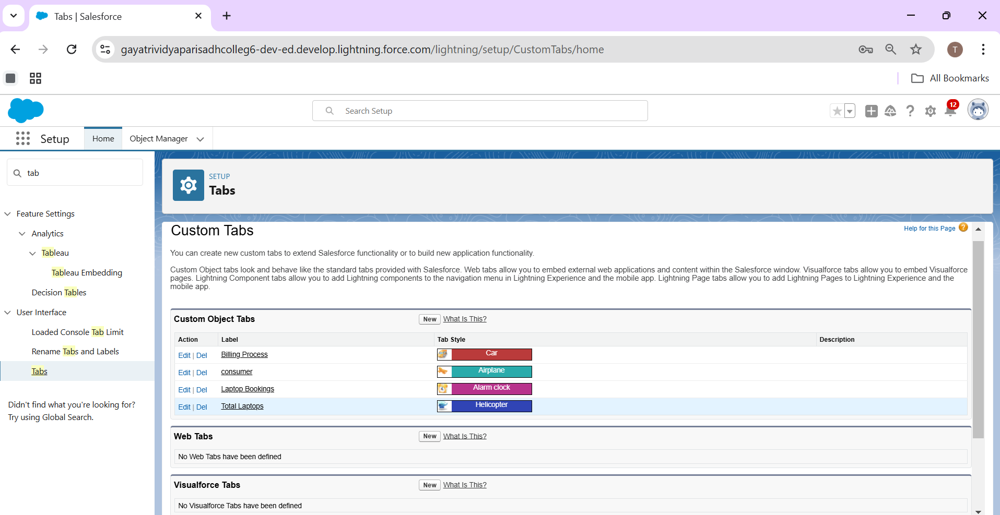 Tabs | Salesforce
gayatrividyaparisadhcolleg6-dev-ed.develop.lightning.force.com/lightning/setup/CustomTabs/home
T
All Bookmarks
Search Setup
12
Setup
Home
Object Manager
tab
Feature Settings
Analytics
Tableau
Tableau Embedding
Decision Tables
User Interface
Loaded Console Tab Limit
Rename Tabs and Labels
Tabs
Didn't find what you're looking for?
Try using Global Search.
SETUP
Tabs
Custom Tabs
Help for this Page ?
You can create new custom tabs to extend Salesforce functionality or to build new application functionality.
Custom Object tabs look and behave like the standard tabs provided with Salesforce. Web tabs allow you to embed external web applications and content within the Salesforce window. Visualforce tabs allow you to embed Visualforce
pages. Lightning Component tabs allow you to add Lightning components to the navigation menu in Lightning Experience and the mobile app. Lightning Page tabs allow you to add Lightning Pages to Lightning Experience and the
mobile app.
Custom Object Tabs New What Is This?
Action Label Tab Style Description
Edit | Del Billing Process Car
Edit | Del consumer Airplane
Edit | Del Laptop Bookings Alarm clock
Edit | Del Total Laptops Helicopter
Web Tabs New What Is This?
No Web Tabs have been defined
Visualforce Tabs New What Is This?
No Visualforce Tabs have been defined